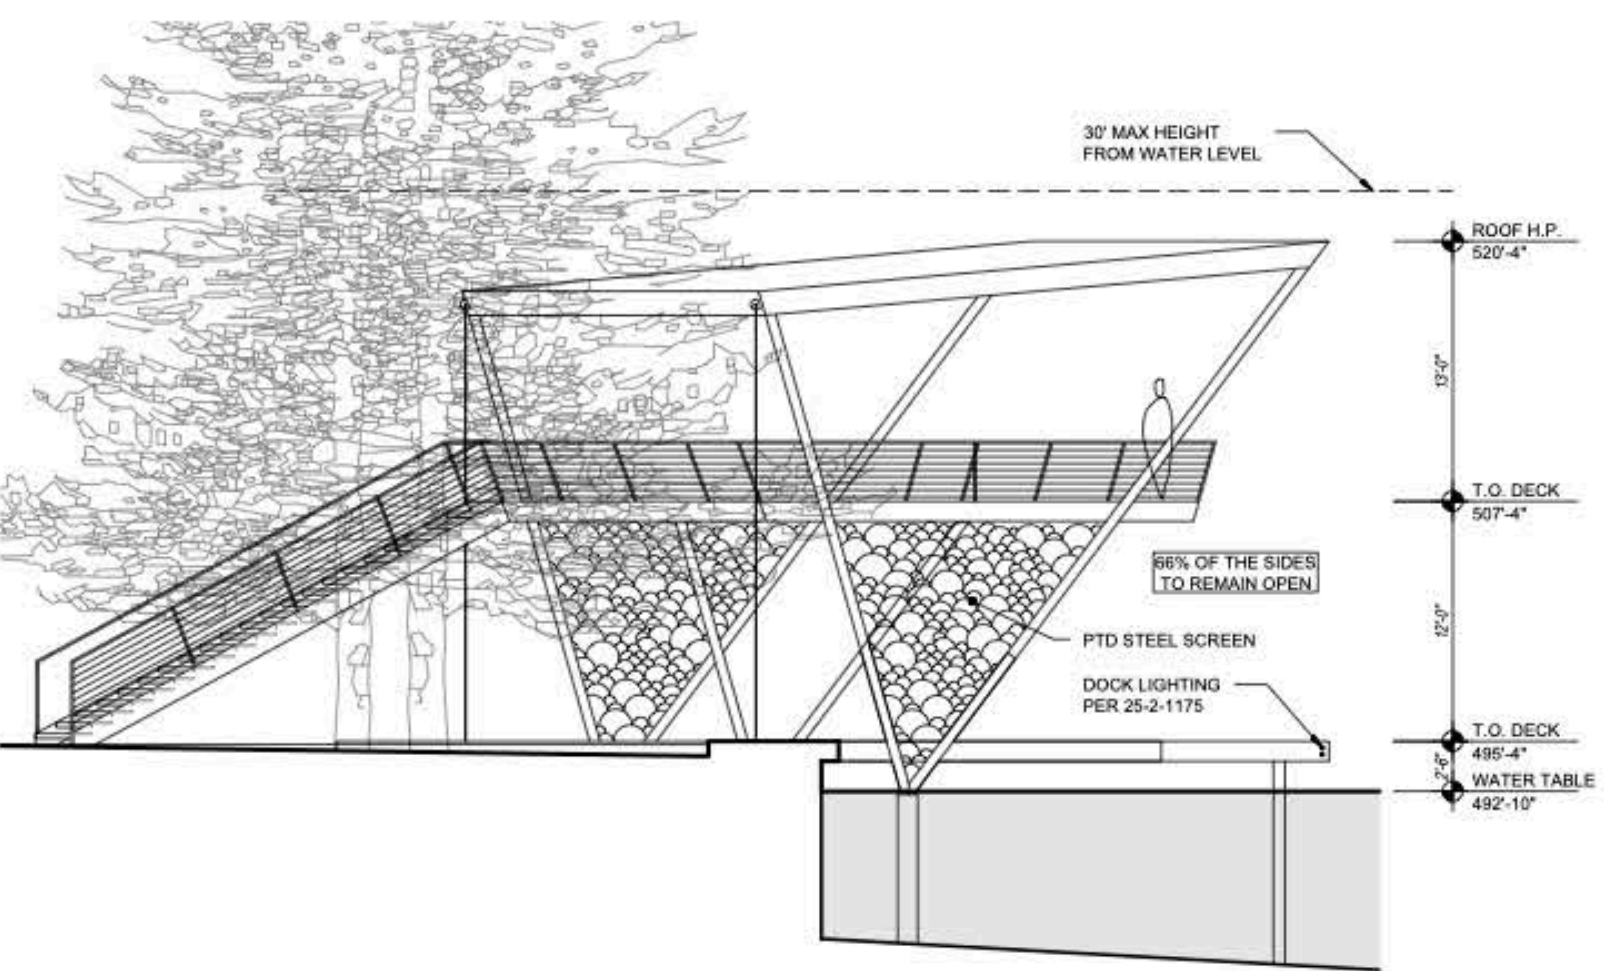 30' MAX HEIGHT
FROM WATER LEVEL
ROOF H.P.
520'-4"
13'-0"
T.O. DECK
507'-4"
66% OF THE SIDES
TO REMAIN OPEN
12'-0"
PTD STEEL SCREEN
DOCK LIGHTING
PER 25-2-1175
T.O. DECK
495'-4"
2'-6"
WATER TABLE
492'-10"